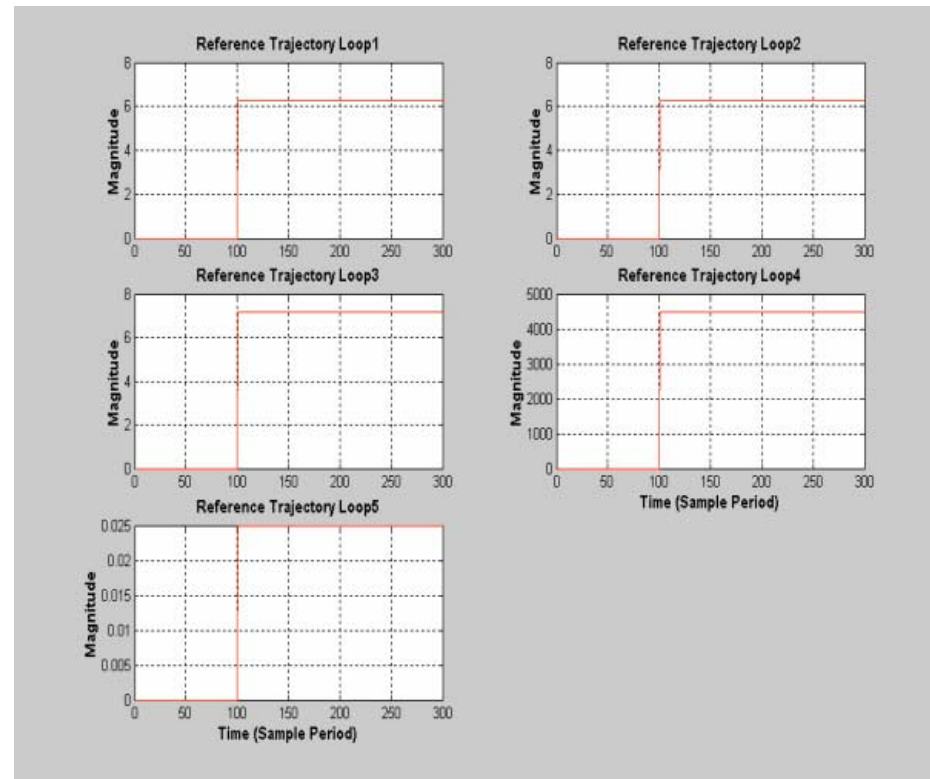 Reference Trajectory Loop1
8
6
4
2
0
Magnitude
0 50 100 150 200 250 300
Reference Trajectory Loop2
8
6
4
2
0
Magnitude
0 50 100 150 200 250 300
Reference Trajectory Loop3
8
6
4
2
0
Magnitude
0 50 100 150 200 250 300
Reference Trajectory Loop4
5000
4000
3000
2000
1000
0
Magnitude
0 50 100 150 200 250 300
Time (Sample Period)
Reference Trajectory Loop5
0.025
0.02
0.015
0.01
0.005
0
Magnitude
0 50 100 150 200 250 300
Time (Sample Period)